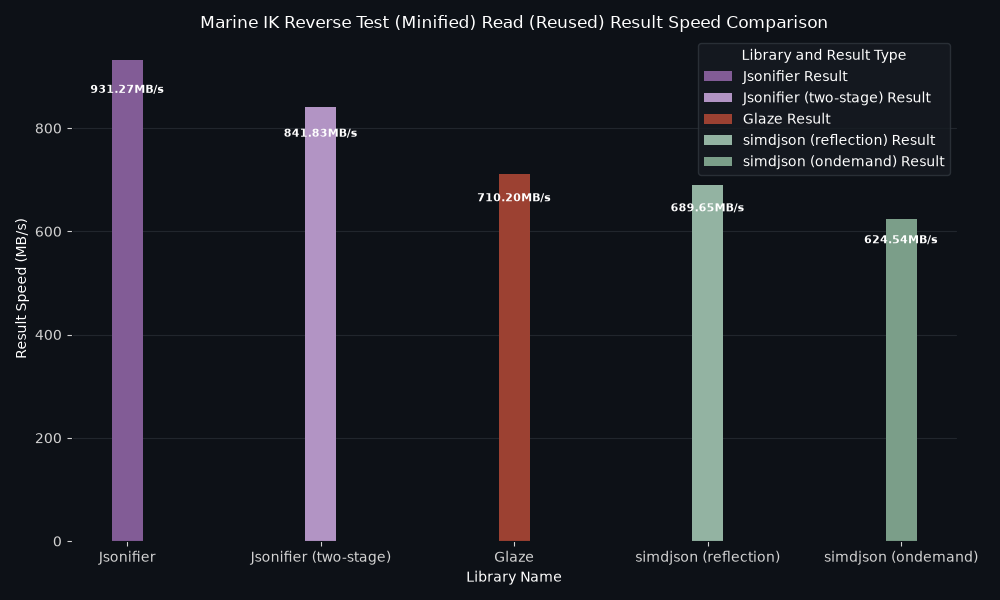 Marine IK Reverse Test (Minified) Read (Reused) Result Speed Comparison
Library and Result Type
Jsonifier Result
Jsonifier (two-stage) Result
Glaze Result
simdjson (reflection) Result
simdjson (ondemand) Result
931.27MB/s
841.83MB/s
710.20MB/s
689.65MB/s
624.54MB/s
Result Speed (MB/s)
800
600
400
200
0
Jsonifier
Jsonifier (two-stage)
Glaze
simdjson (reflection)
simdjson (ondemand)
Library Name